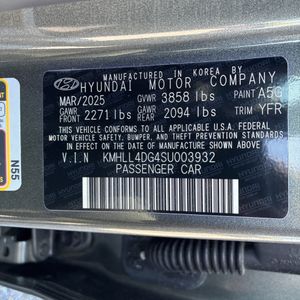 MANUFACTURED IN KOREA BY
HYUNDAI MOTOR COMPANY
MAR/2025 GVWR 3858 lbs PAINT A5G
GAWR FRONT 2271 lbs GAWR REAR 2094 lbs TRIM YFR
THIS VEHICLE CONFORMS TO ALL APPLICABLE U.S. FEDERAL
MOTOR VEHICLE SAFETY, BUMPER, AND THEFT PREVENTION STANDARDS
IN EFFECT ON THE DATE OF MANUFACTURE SHOWN ABOVE.
V.I.N KMHLL4DG4SU003932
PASSENGER CAR
N55